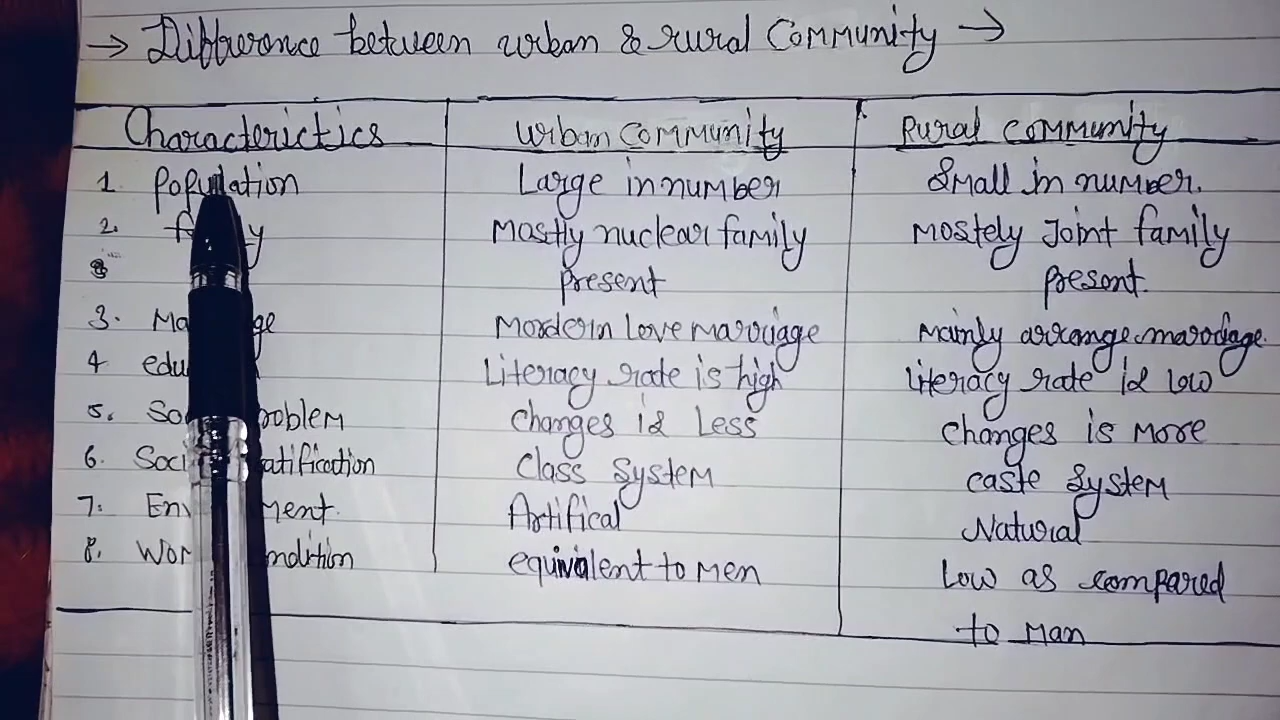 → Difference between urban & rural Community →
Characterictics urban community Rural community
1. Population Large in number Small in number.
2. Mostly nuclear family Mostely Joint family
present present.
3. Mordern Love marriage Mainly arrange marriage.
4 Literacy rate is high Literacy rate is low
5. problem Changes is Less Changes is More
6. Class System caste System
7. Artifical Natural
8. equivalent to Men Low as compared
to Man